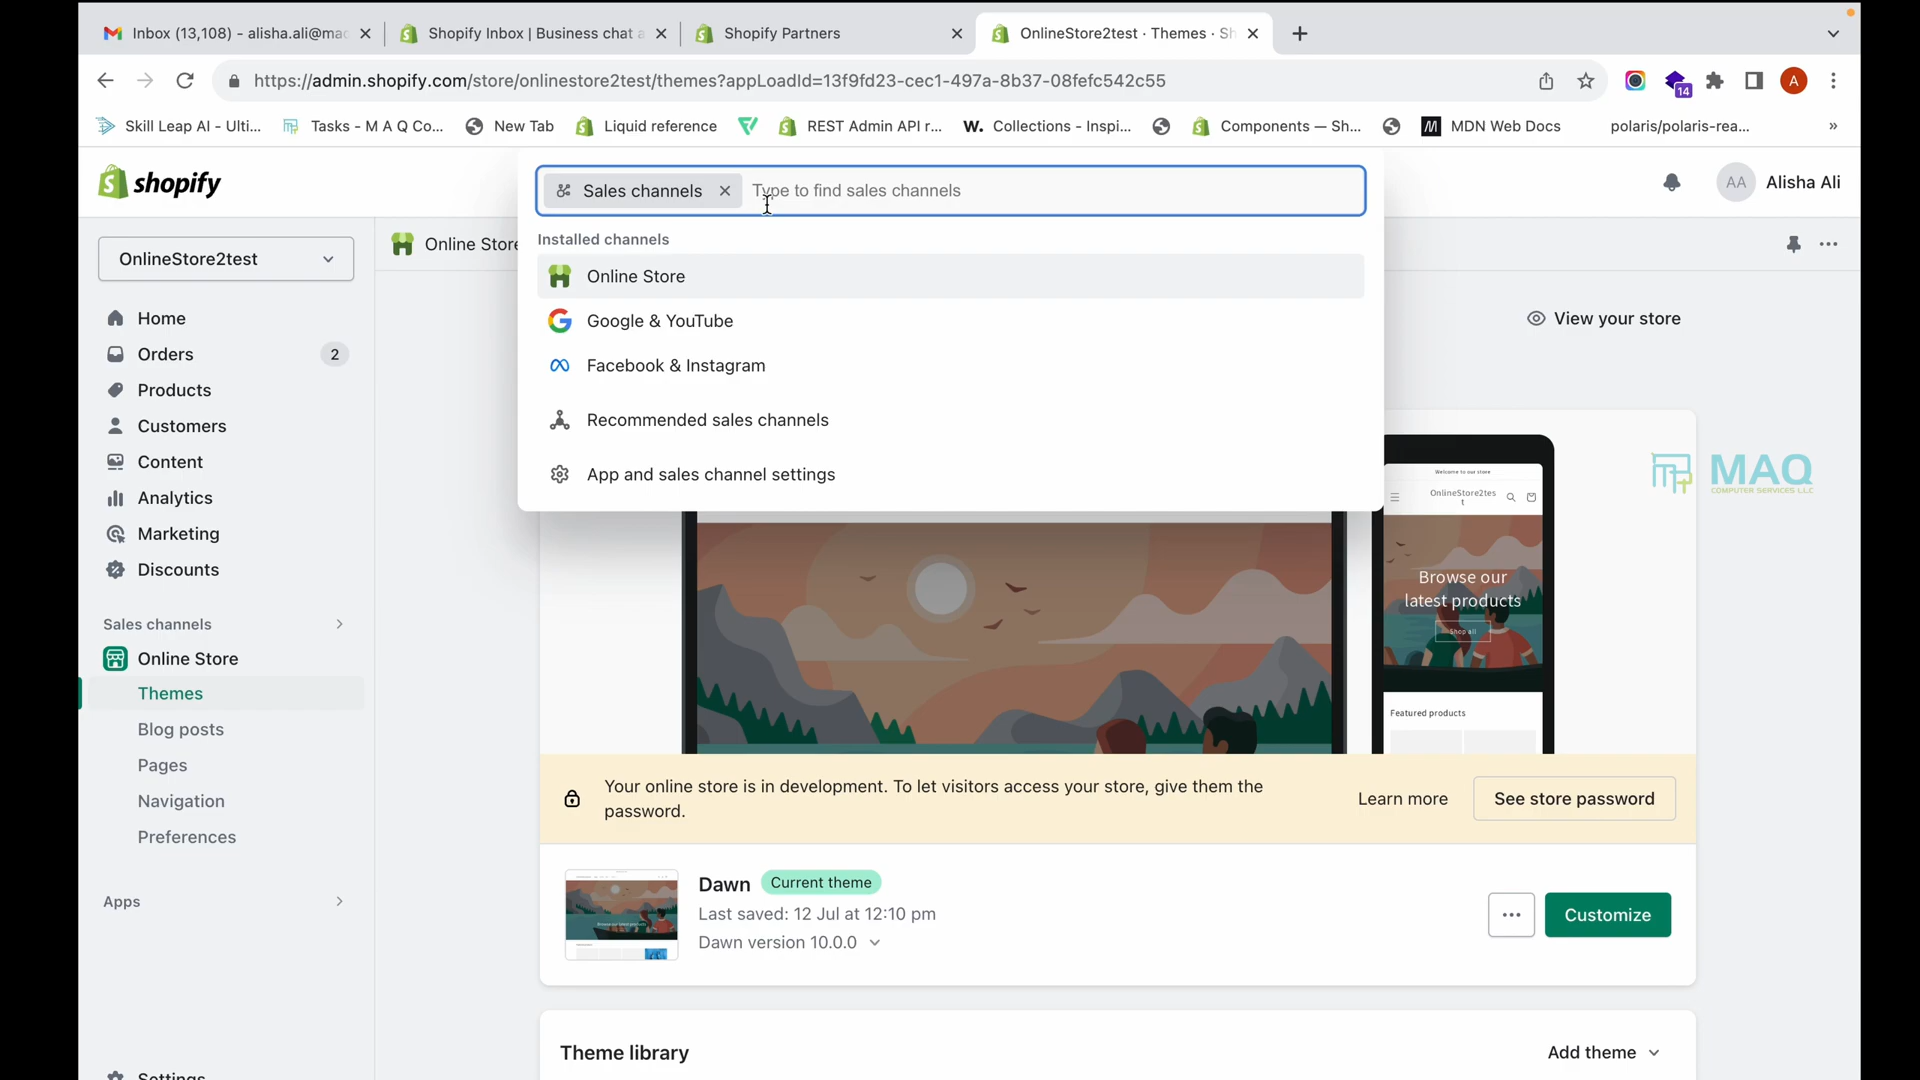 Inbox (13,108) - alisha.ali@mac
Shopify Inbox | Business chat a
Shopify Partners
OnlineStore2test · Themes · Sh
https://admin.shopify.com/store/onlinestore2test/themes?appLoadId=13f9fd23-cec1-497a-8b37-08fefc542c55
14
A
Skill Leap AI - Ulti...
Tasks - M A Q Co...
New Tab
Liquid reference
REST Admin API r...
W. Collections - Inspi...
Components — Sh...
MDN Web Docs
polaris/polaris-rea...
»
shopify
Sales channels
Type to find sales channels
AA
Alisha Ali
OnlineStore2test
Online Store
Installed channels
Online Store
Google & YouTube
Facebook & Instagram
Recommended sales channels
App and sales channel settings
View your store
Home
Orders
2
Products
Customers
Content
Analytics
Marketing
Discounts
Sales channels
Online Store
Themes
Blog posts
Pages
Navigation
Preferences
Apps
Settings
MAQ
COMPUTER SERVICES LLC
Welcome to our store
OnlineStore2tes
t
Browse our
latest products
Shop all
Featured products
Your online store is in development. To let visitors access your store, give them the
password.
Learn more
See store password
Dawn
Current theme
Last saved: 12 Jul at 12:10 pm
Dawn version 10.0.0
Customize
Theme library
Add theme